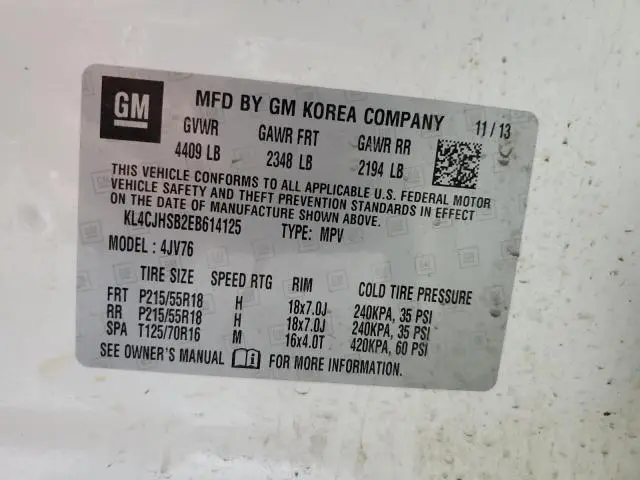 GM
MFD BY GM KOREA COMPANY 11 / 13
GVWR GAWR FRT GAWR RR
4409 LB 2348 LB 2194 LB
THIS VEHICLE CONFORMS TO ALL APPLICABLE U.S. FEDERAL MOTOR
VEHICLE SAFETY AND THEFT PREVENTION STANDARDS IN EFFECT
ON THE DATE OF MANUFACTURE SHOWN ABOVE.
KL4CJHSB2EB614125 TYPE: MPV
MODEL : 4JV76
TIRE SIZE SPEED RTG RIM COLD TIRE PRESSURE
FRT P215/55R18 H 18x7.0J 240KPA, 35 PSI
RR P215/55R18 H 18x7.0J 240KPA, 35 PSI
SPA T125/70R16 M 16x4.0T 420KPA, 60 PSI
SEE OWNER'S MANUAL FOR MORE INFORMATION.